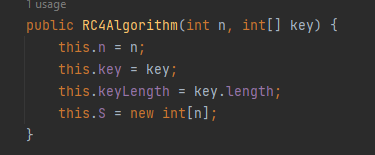 1 usage
public RC4Algorithm(int n, int[] key) {
this.n = n;
this.key = key;
this.keyLength = key.length;
this.S = new int[n];
}